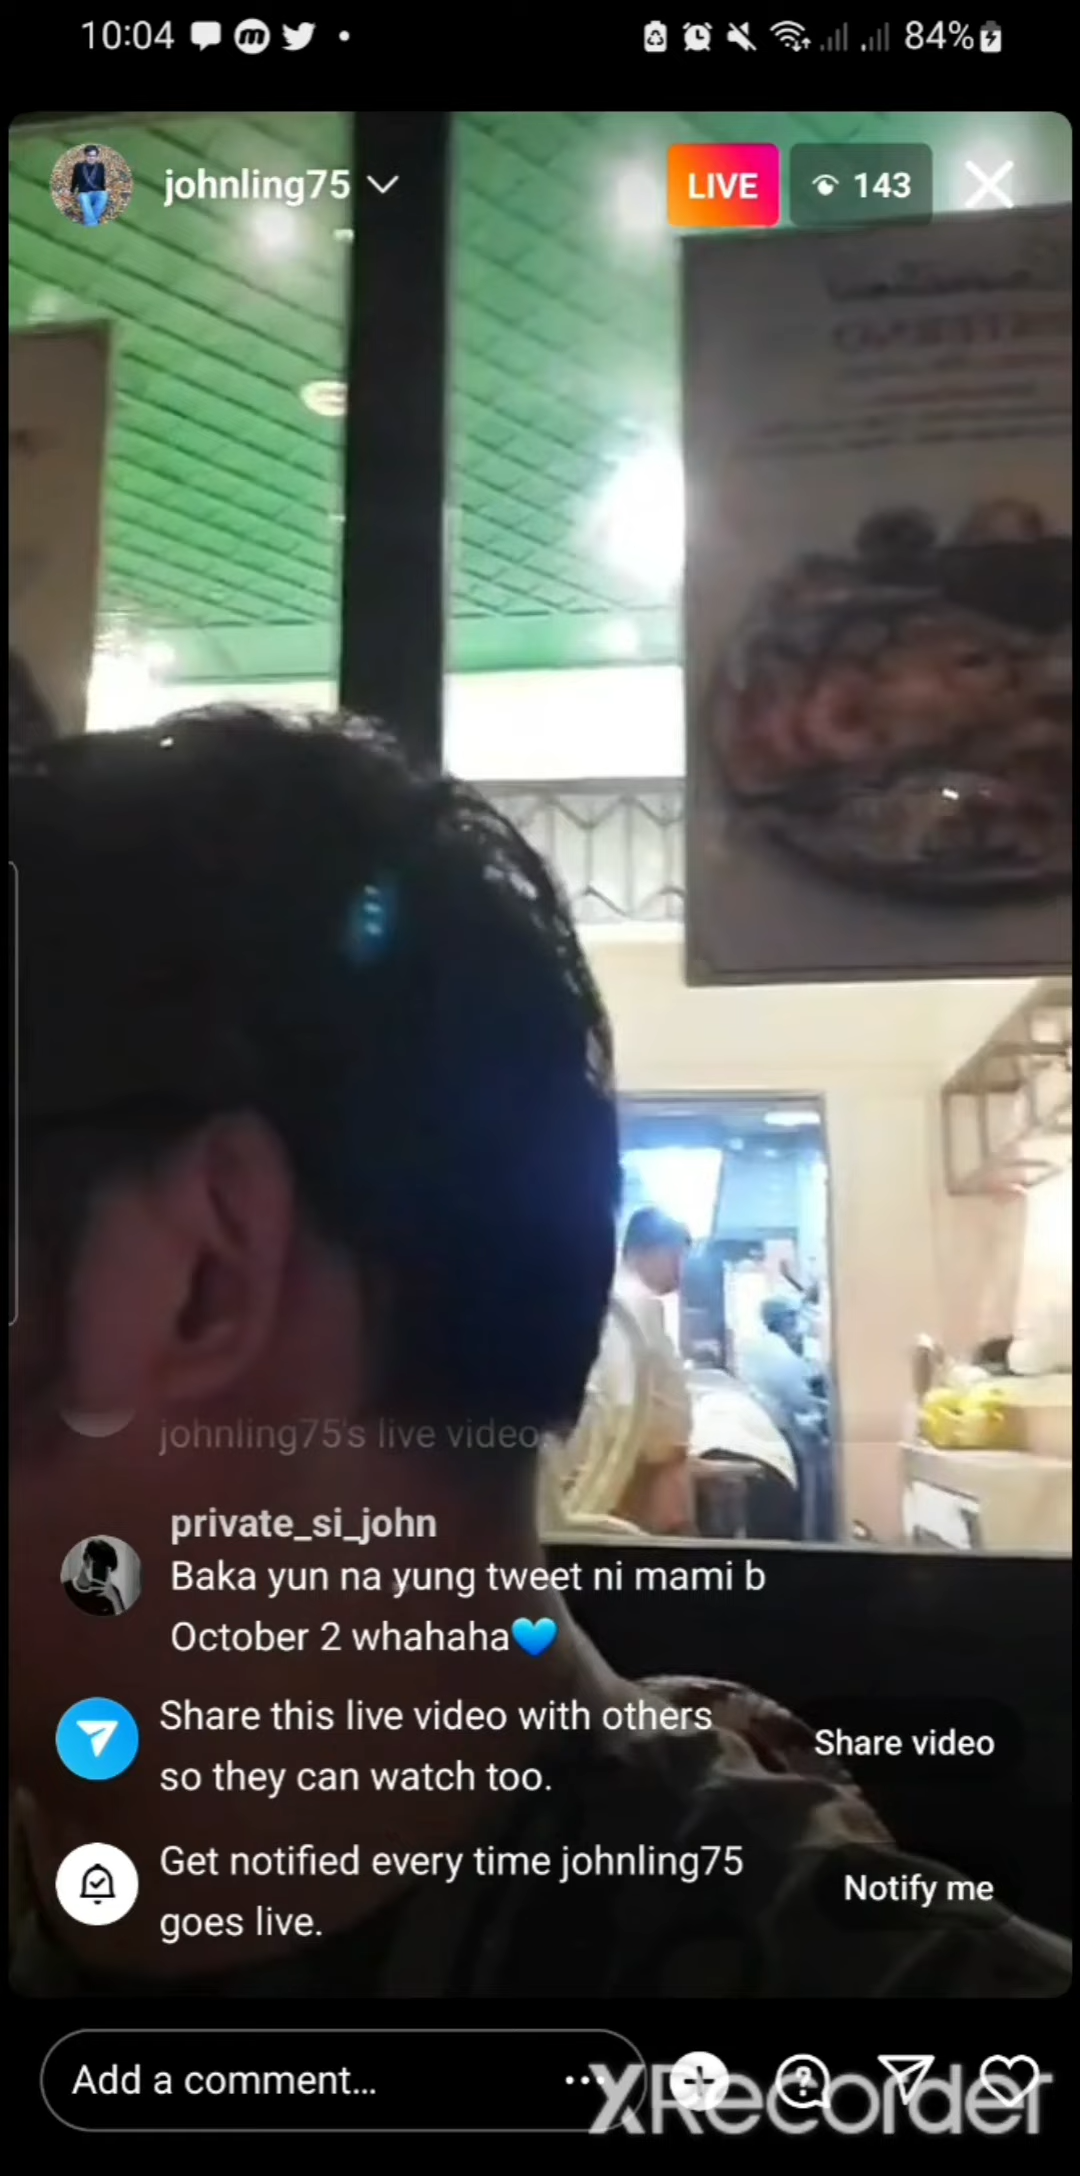 10:04
84%
johnling75
LIVE
143
johnling75's live video.
private_si_john
Baka yun na yung tweet ni mami b
October 2 whahaha💙
Share this live video with others
so they can watch too.
Share video
Get notified every time johnling75
goes live.
Notify me
Add a comment...
XRecorder